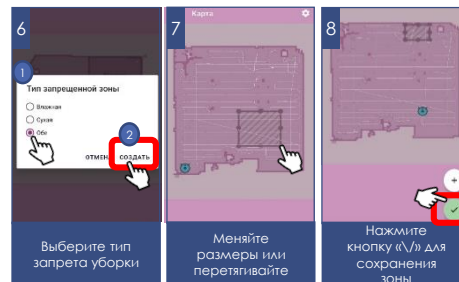 6
1
Тип запрещенной зоны
Влажная
Сухая
Обе
2
ОТМЕН СОЗДАТЬ
Выберите тип
запрета уборки
7
Карта
Меняйте
размеры или
перетягивайте
8
+
Нажмите
кнопку «\/» для
сохранения
зоны